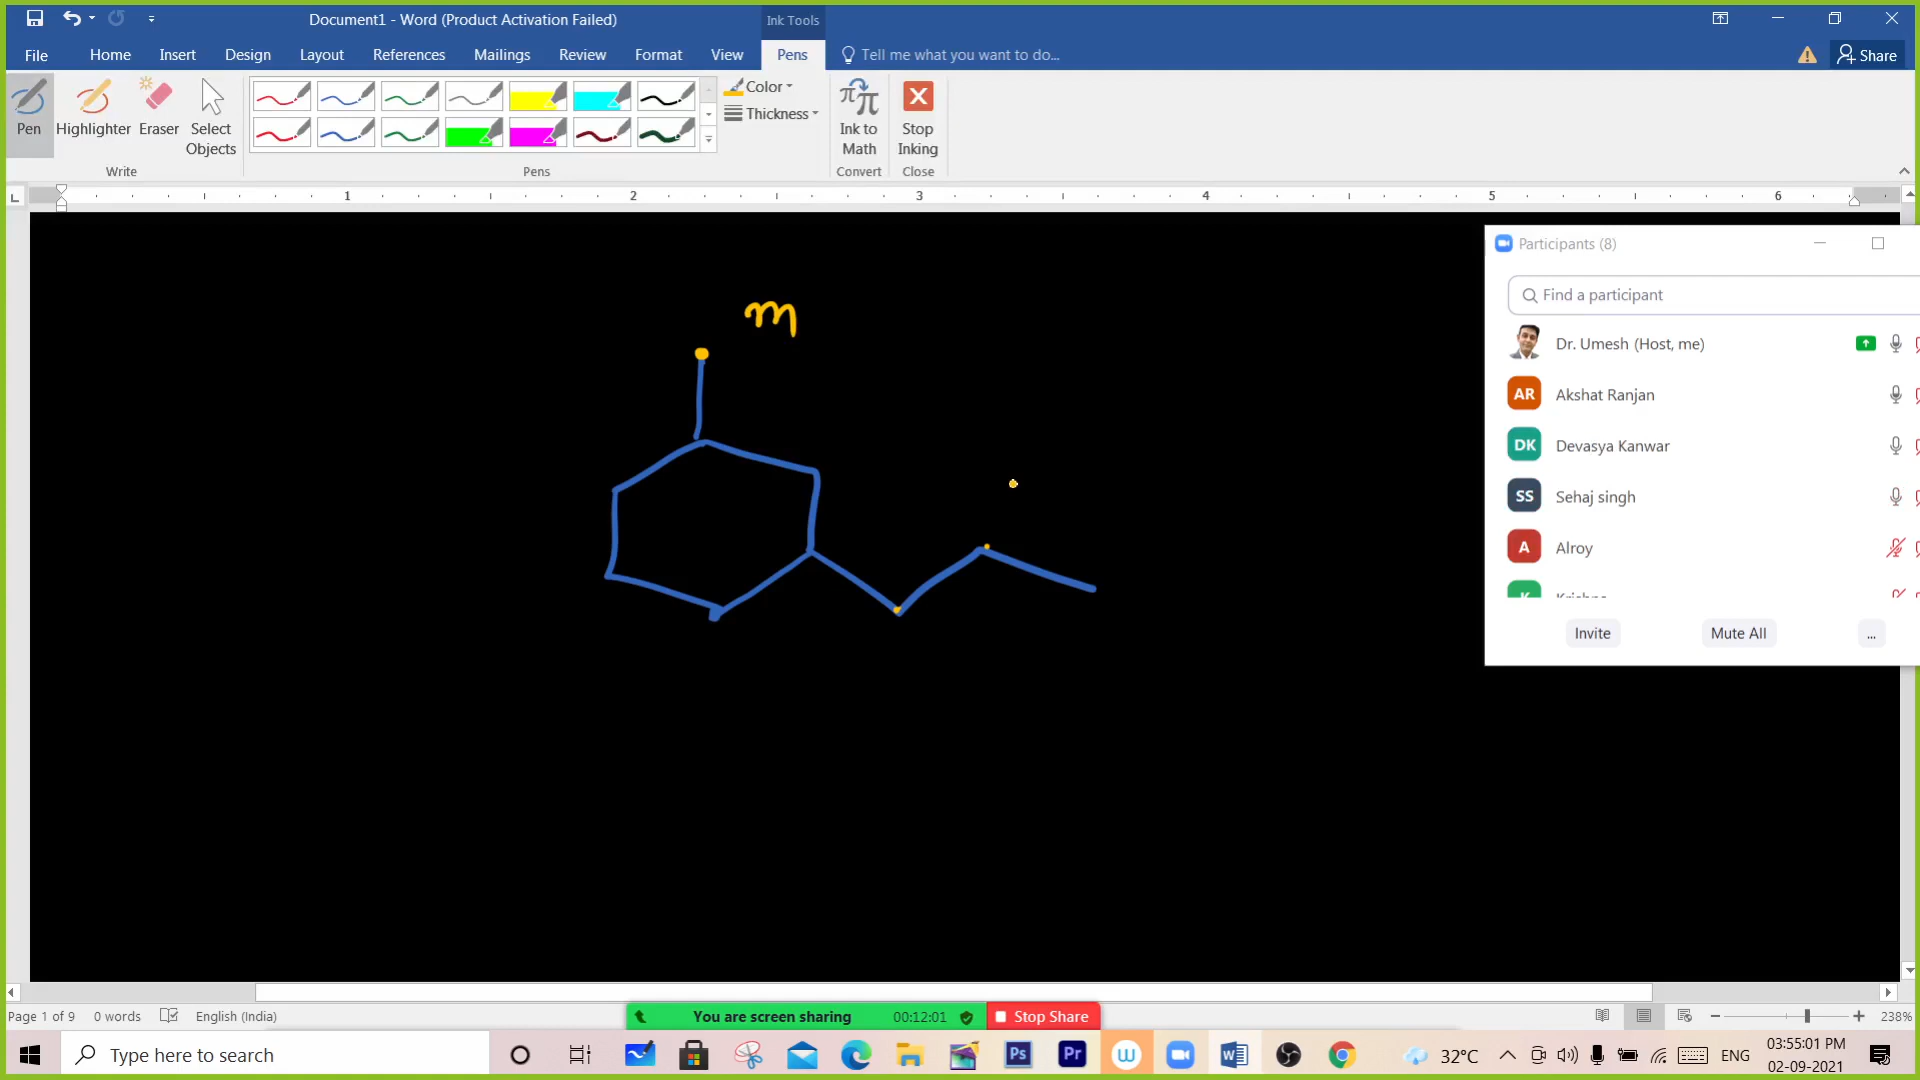 Document1 - Word (Product Activation Failed)
Ink Tools
File Home Insert Design Layout References Mailings Review Format View Pens Tell me what you want to do... Share
Pen Highlighter Eraser Select Objects
Color
Thickness
Ink to Math
Stop Inking
Write Pens Convert Close
1 2 3 4 5 6
m
Participants (8)
Find a participant
Dr. Umesh (Host, me)
AR Akshat Ranjan
DK Devasya Kanwar
SS Sehaj singh
A Alroy
K
Invite Mute All ...
Page 1 of 9 0 words English (India) You are screen sharing 00:12:01 Stop Share 238%
Type here to search Ps Pr W 32°C ENG 03:55:01 PM
02-09-2021